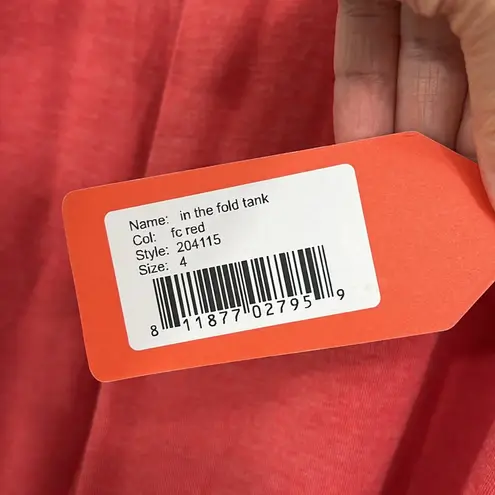 Name: in the fold tank
Col: fc red
Style: 204115
Size: 4
8 11877 02795 9